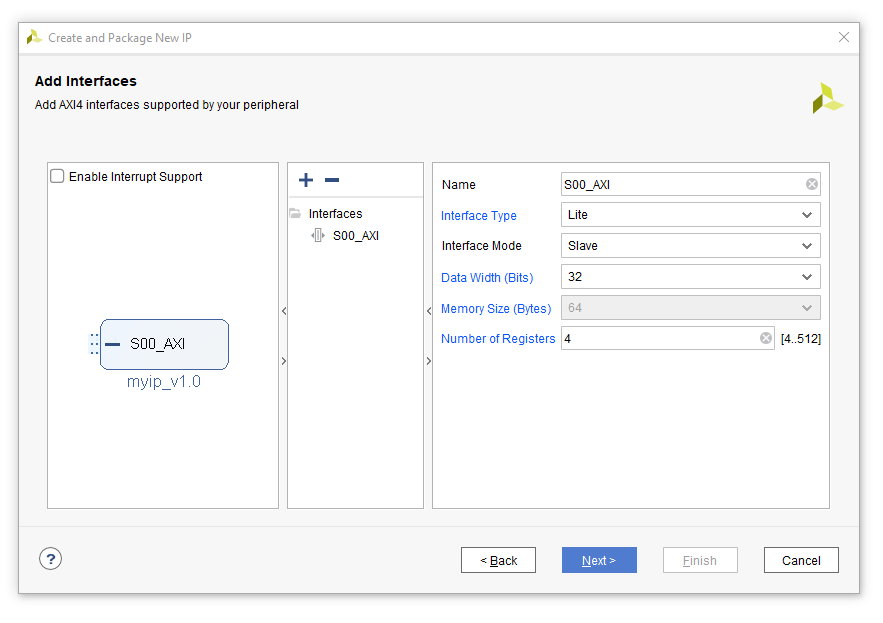 Create and Package New IP
Add Interfaces
Add AXI4 interfaces supported by your peripheral
Enable Interrupt Support
S00_AXI
myip_v1.0
Interfaces
S00_AXI
Name S00_AXI
Interface Type Lite
Interface Mode Slave
Data Width (Bits) 32
Memory Size (Bytes) 64
Number of Registers 4 [4..512]
? < Back Next > Finish Cancel